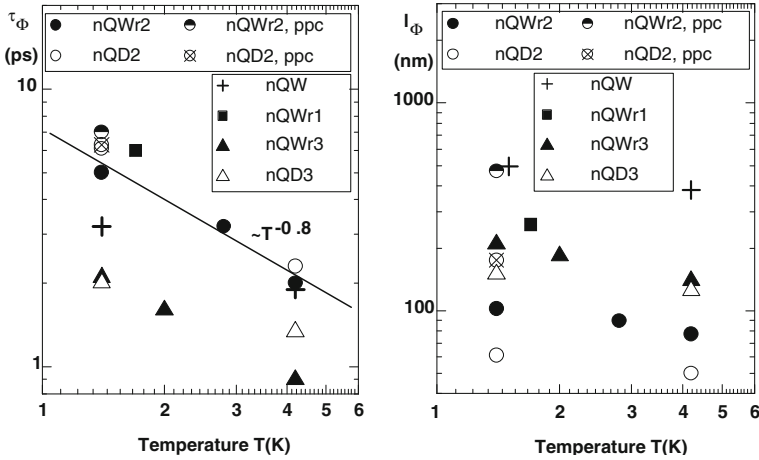 τΦ
(ps)
nQWr2
nQWr2, ppc
nQD2
nQD2, ppc
nQW
nQWr1
nQWr3
nQD3
10
1
~T-0.8
1 2 3 4 5 6
Temperature T(K)
lΦ
(nm)
nQWr2
nQWr2, ppc
nQD2
nQD2, ppc
nQW
nQWr1
nQWr3
nQD3
1000
100
1 2 3 4 5 6
Temperature T(K)